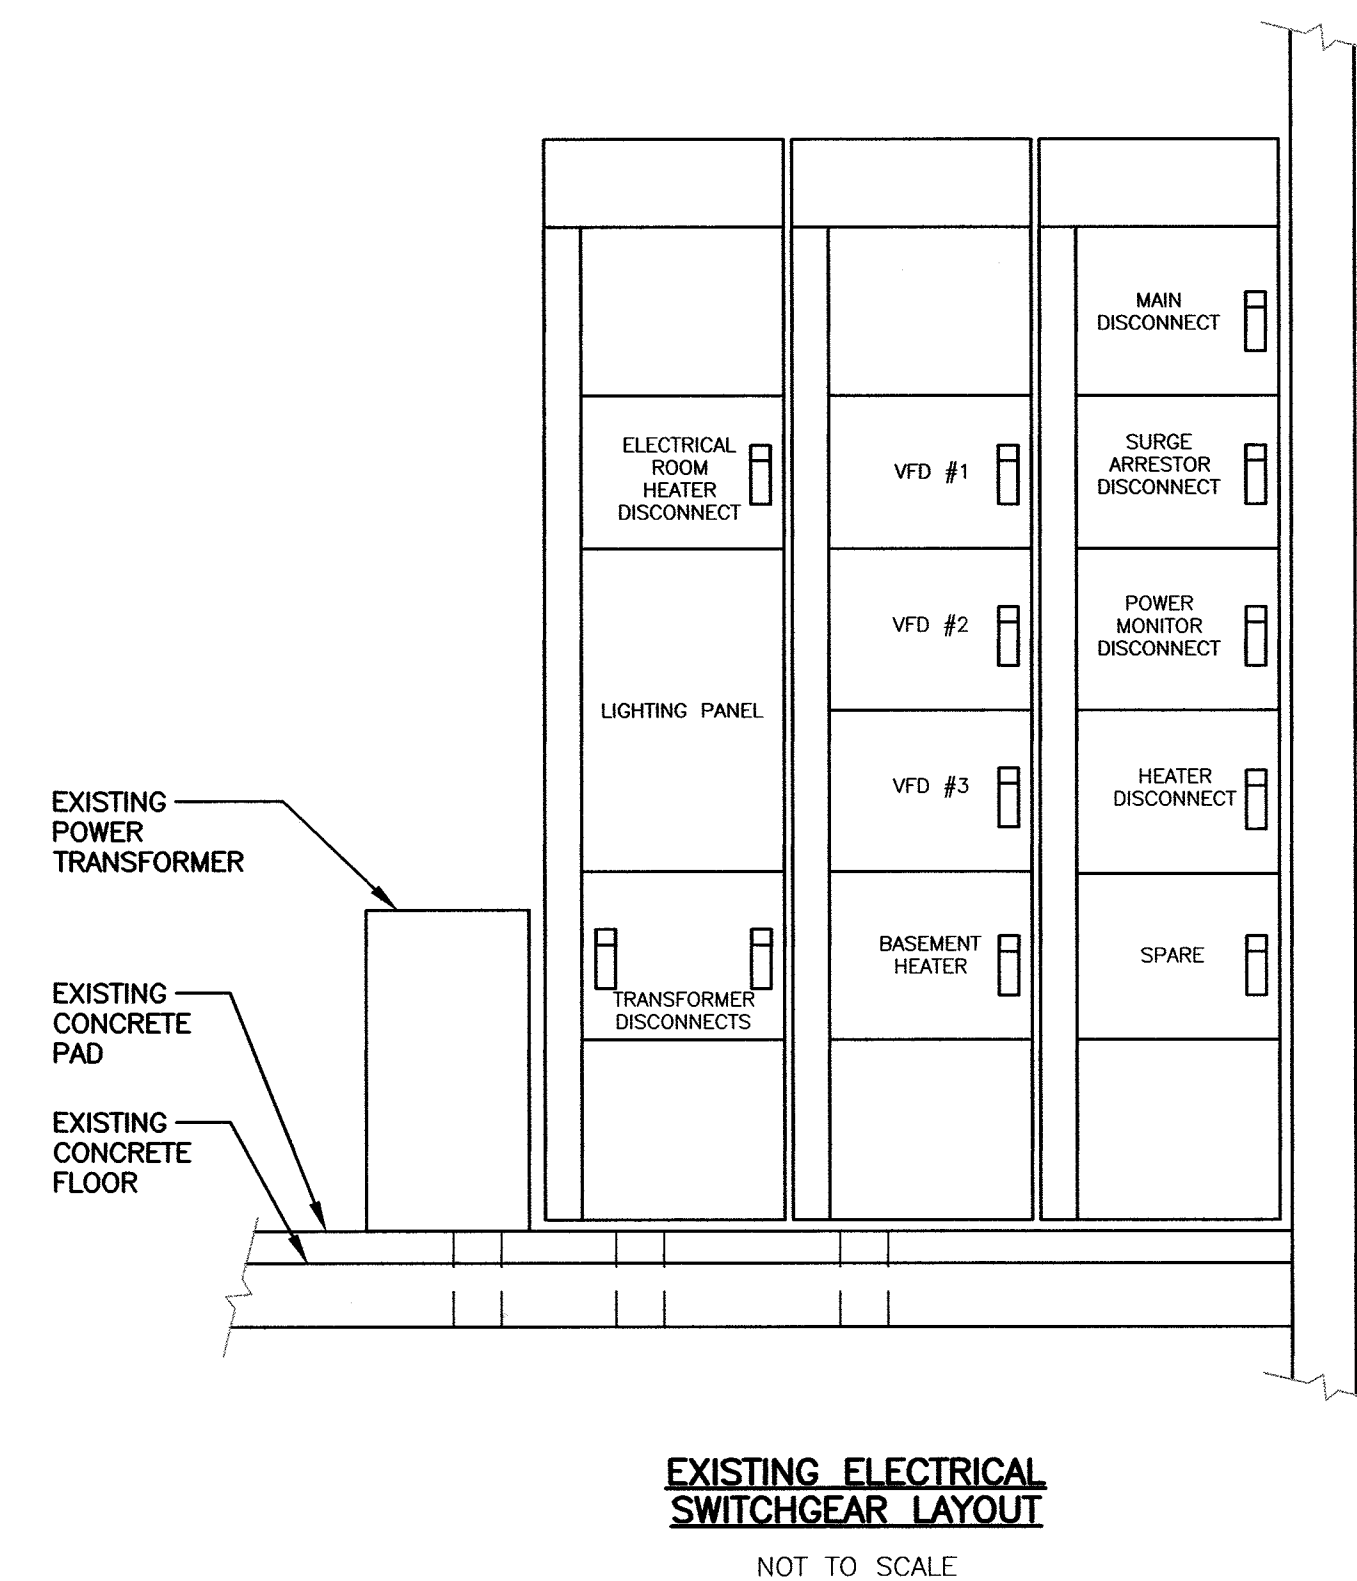 MAIN
DISCONNECT
ELECTRICAL
ROOM
HEATER
DISCONNECT
VFD #1
SURGE
ARRESTOR
DISCONNECT
VFD #2
POWER
MONITOR
DISCONNECT
LIGHTING PANEL
VFD #3
HEATER
DISCONNECT
EXISTING
POWER
TRANSFORMER
BASEMENT
HEATER
SPARE
TRANSFORMER
DISCONNECTS
EXISTING
CONCRETE
PAD
EXISTING
CONCRETE
FLOOR
EXISTING ELECTRICAL
SWITCHGEAR LAYOUT
NOT TO SCALE